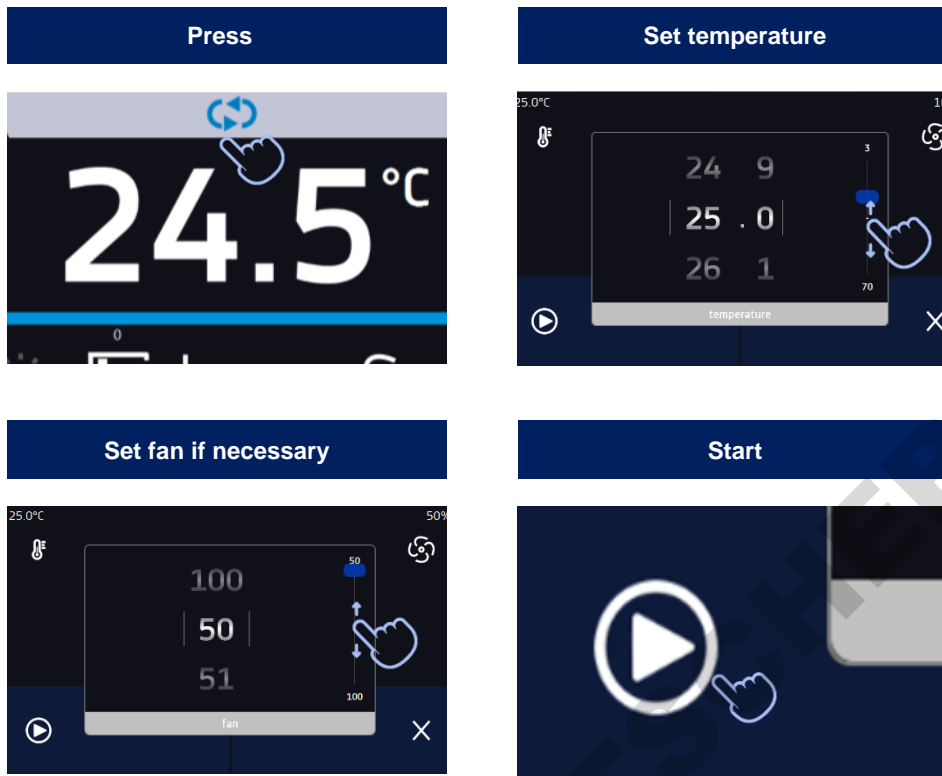 Press
Set temperature
24.5°C
0
25.0°C
3
24 9
25 . 0
26 1
70
temperature
Set fan if necessary
Start
25.0°C
50%
50
100
50
51
100
fan